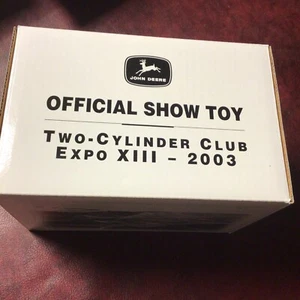 JOHN DEERE
OFFICIAL SHOW TOY
TWO-CYLINDER CLUB
EXPO XIII – 2003